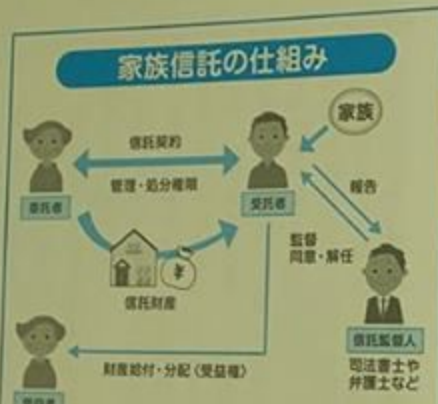 家族信託の仕組み
家族
信託契約
管理・処分権限
委託者
受託者
報告
監督
同意・解任
¥
信託財産
信託監督人
司法書士や
弁護士など
財産給付・分配〈受益権〉